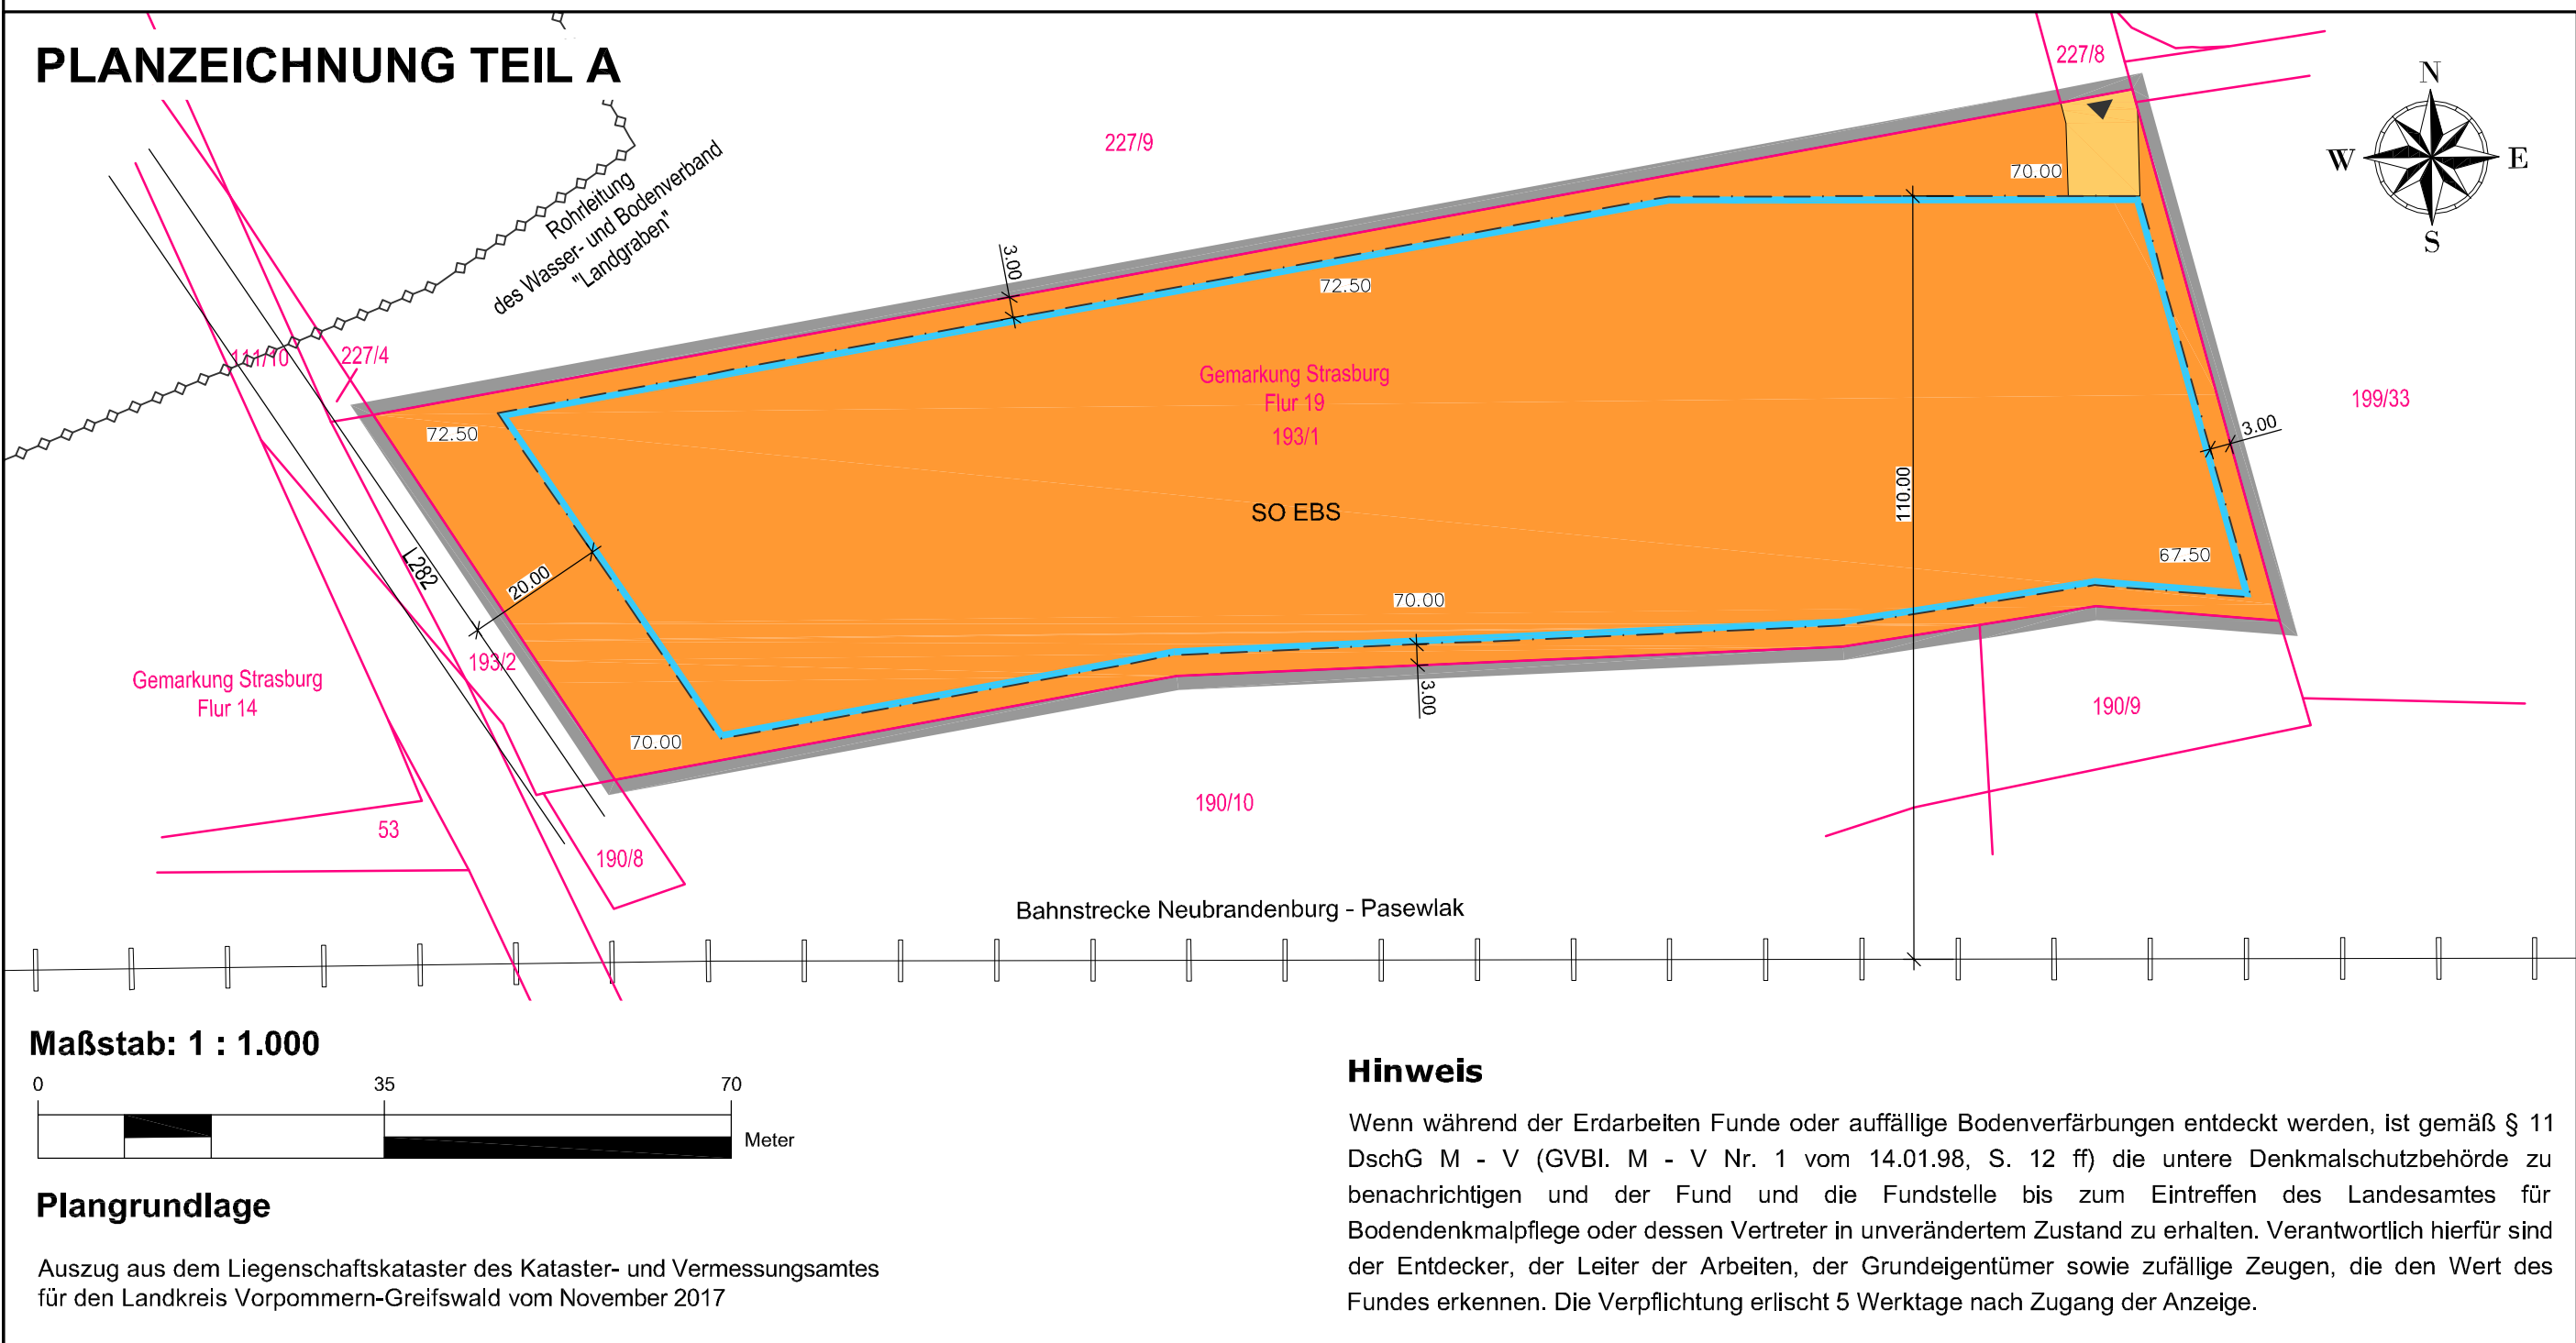 PLANZEICHNUNG TEIL A
227/8
N
W
E
S
227/9
Rohrleitung
des Wasser- und Bodenverband
"Landgraben"
70.00
3.00
72.50
111/10
227/4
Gemarkung Strasburg
Flur 19
193/1
199/33
72.50
3.00
110.00
SO EBS
L282
20.00
67.50
70.00
193/2
Gemarkung Strasburg
Flur 14
3.00
190/9
70.00
190/10
53
190/8
Bahnstrecke Neubrandenburg - Pasewlak
Maßstab: 1 : 1.000
0 35 70
Meter
Plangrundlage
Auszug aus dem Liegenschaftskataster des Kataster- und Vermessungsamtes
für den Landkreis Vorpommern-Greifswald vom November 2017
Hinweis
Wenn während der Erdarbeiten Funde oder auffällige Bodenverfärbungen entdeckt werden, ist gemäß § 11
DschG M - V (GVBl. M - V Nr. 1 vom 14.01.98, S. 12 ff) die untere Denkmalschutzbehörde zu
benachrichtigen und der Fund und die Fundstelle bis zum Eintreffen des Landesamtes für
Bodendenkmalpflege oder dessen Vertreter in unverändertem Zustand zu erhalten. Verantwortlich hierfür sind
der Entdecker, der Leiter der Arbeiten, der Grundeigentümer sowie zufällige Zeugen, die den Wert des
Fundes erkennen. Die Verpflichtung erlischt 5 Werktage nach Zugang der Anzeige.